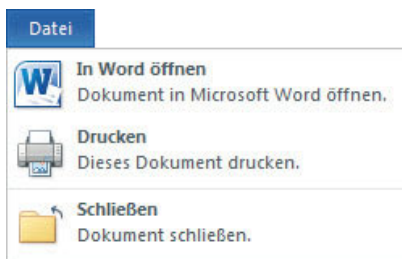 Datei
In Word öffnen
Dokument in Microsoft Word öffnen.
Drucken
Dieses Dokument drucken.
Schließen
Dokument schließen.